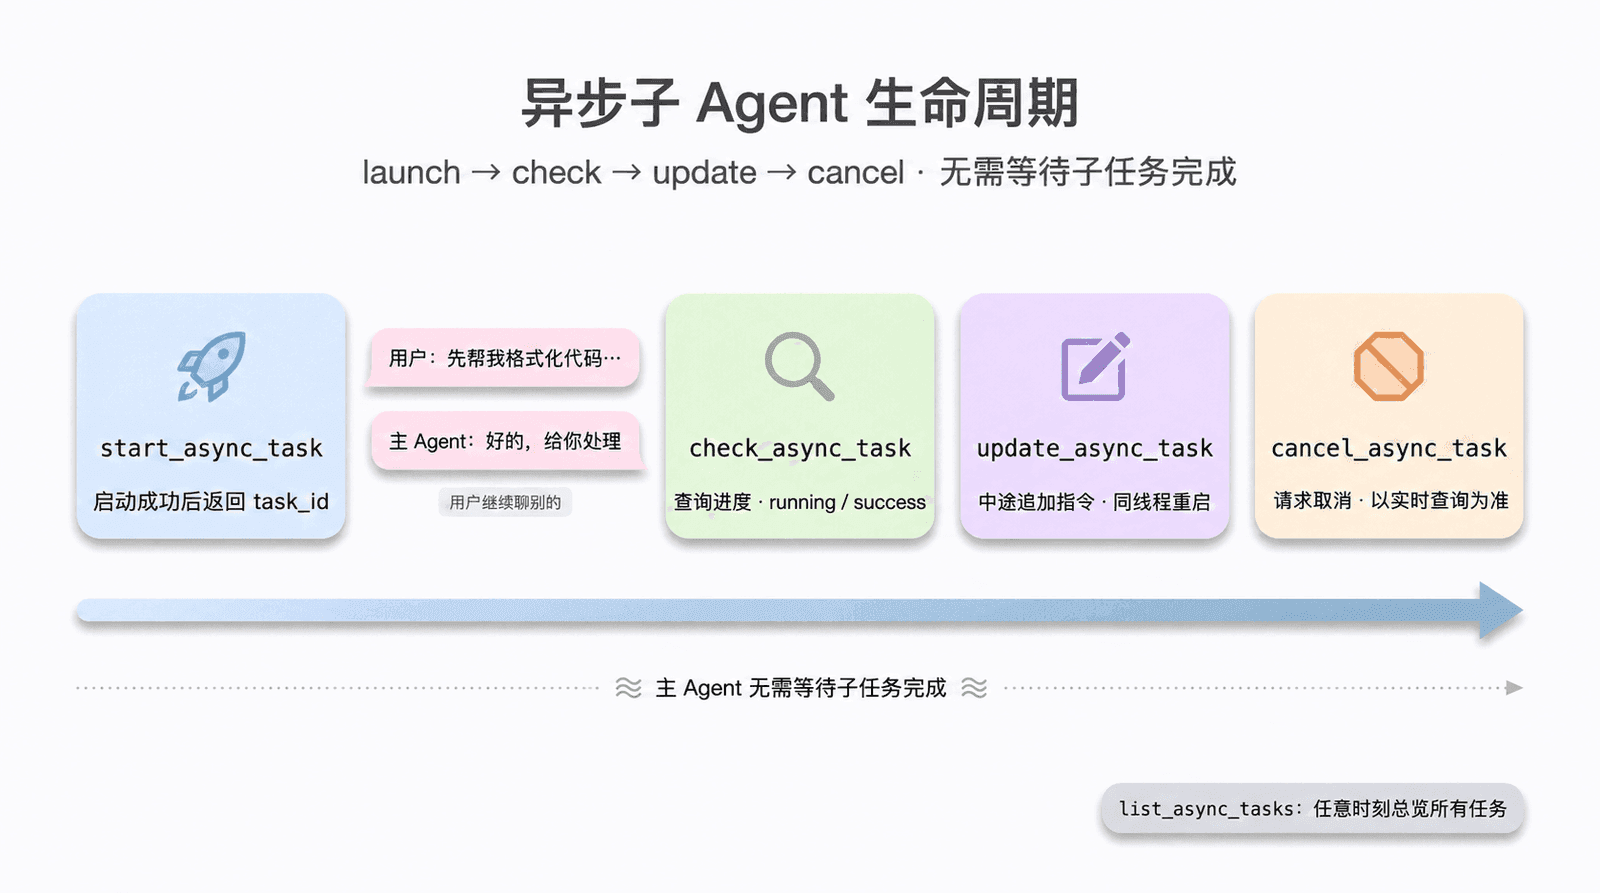 异步子 Agent 生命周期
launch → check → update → cancel · 无需等待子任务完成
start_async_task
启动成功后返回 task_id
用户：先帮我格式化代码…
主 Agent：好的，给你处理
用户继续聊别的
check_async_task
查询进度 · running / success
update_async_task
中途追加指令 · 同线程重启
cancel_async_task
请求取消 · 以实时查询为准
主 Agent 无需等待子任务完成
list_async_tasks：任意时刻总览所有任务